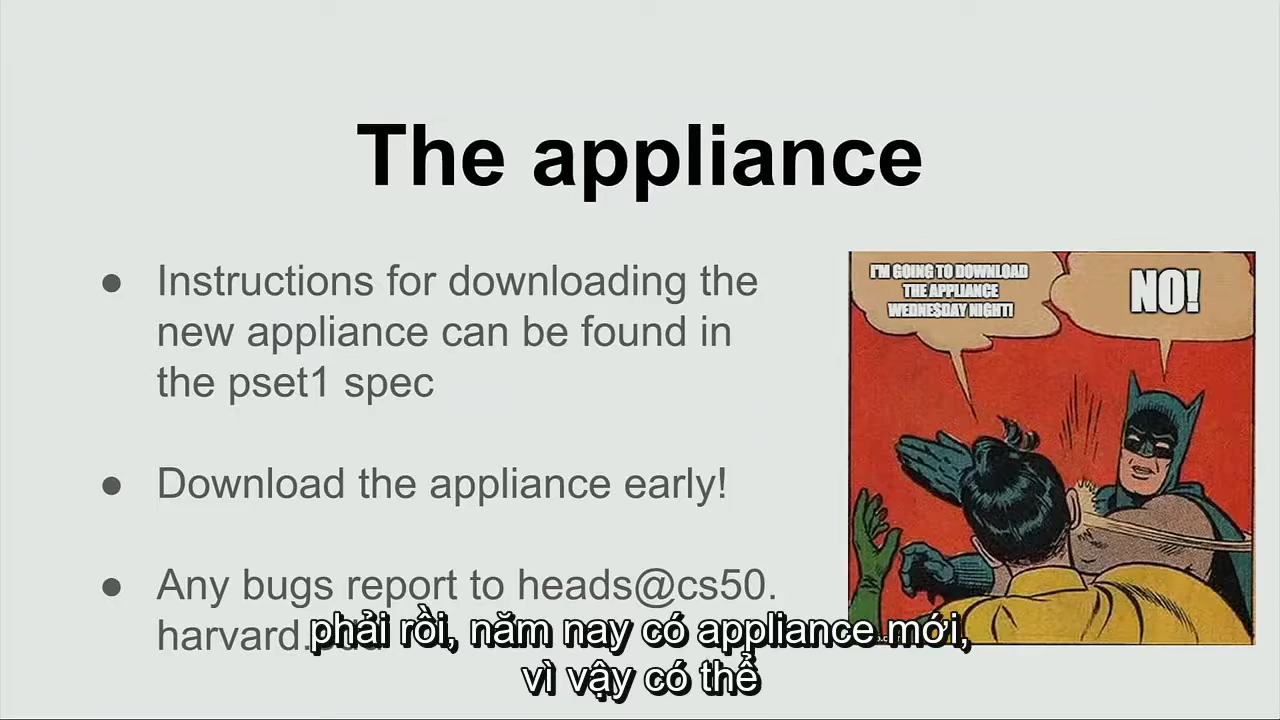 The appliance
● Instructions for downloading the
new appliance can be found in
the pset1 spec
● Download the appliance early!
● Any bugs report to heads@cs50.
harvard.
I'M GOING TO DOWNLOAD
THE APPLIANCE
WEDNESDAY NIGHT!
NO!
phải rồi, năm nay có appliance mới,
vì vậy có thể